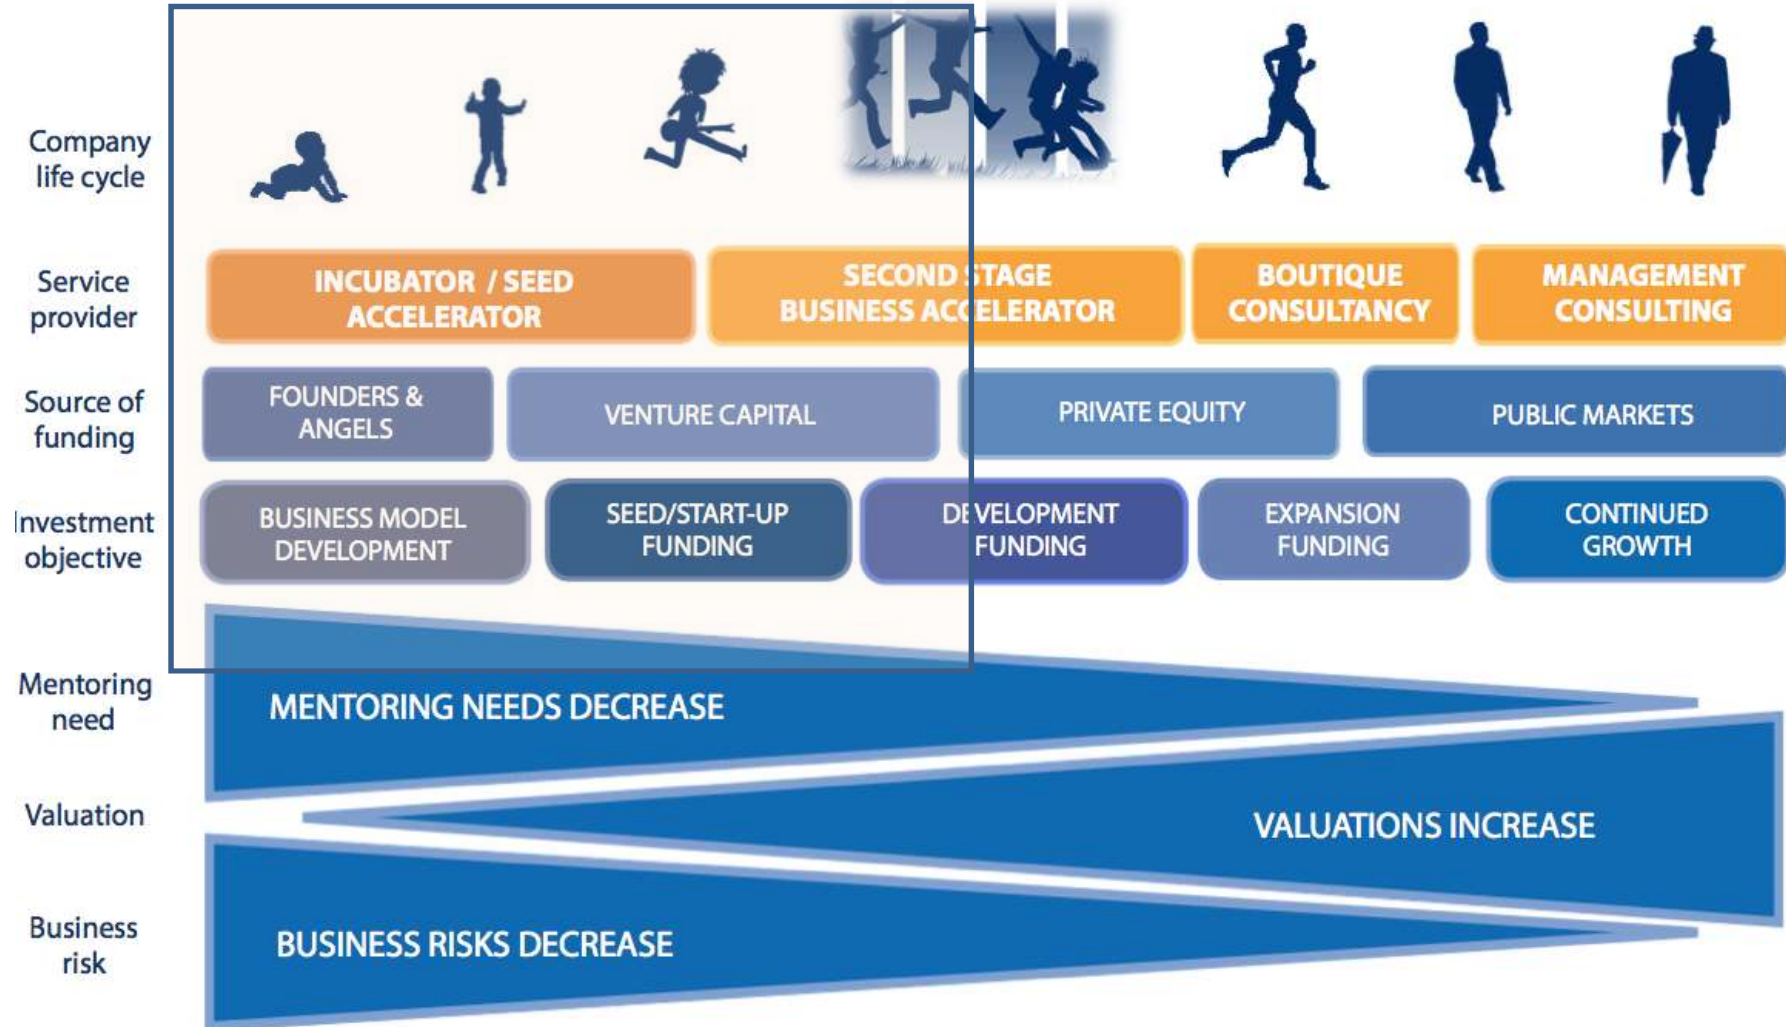 Company
life cycle
Service
provider
INCUBATOR / SEED
ACCELERATOR
SECOND STAGE
BUSINESS ACCELERATOR
BOUTIQUE
CONSULTANCY
MANAGEMENT
CONSULTING
Source of
funding
FOUNDERS &
ANGELS
VENTURE CAPITAL
PRIVATE EQUITY
PUBLIC MARKETS
Investment
objective
BUSINESS MODEL
DEVELOPMENT
SEED/START-UP
FUNDING
DEVELOPMENT
FUNDING
EXPANSION
FUNDING
CONTINUED
GROWTH
Mentoring
need
MENTORING NEEDS DECREASE
Valuation
VALUATIONS INCREASE
Business
risk
BUSINESS RISKS DECREASE